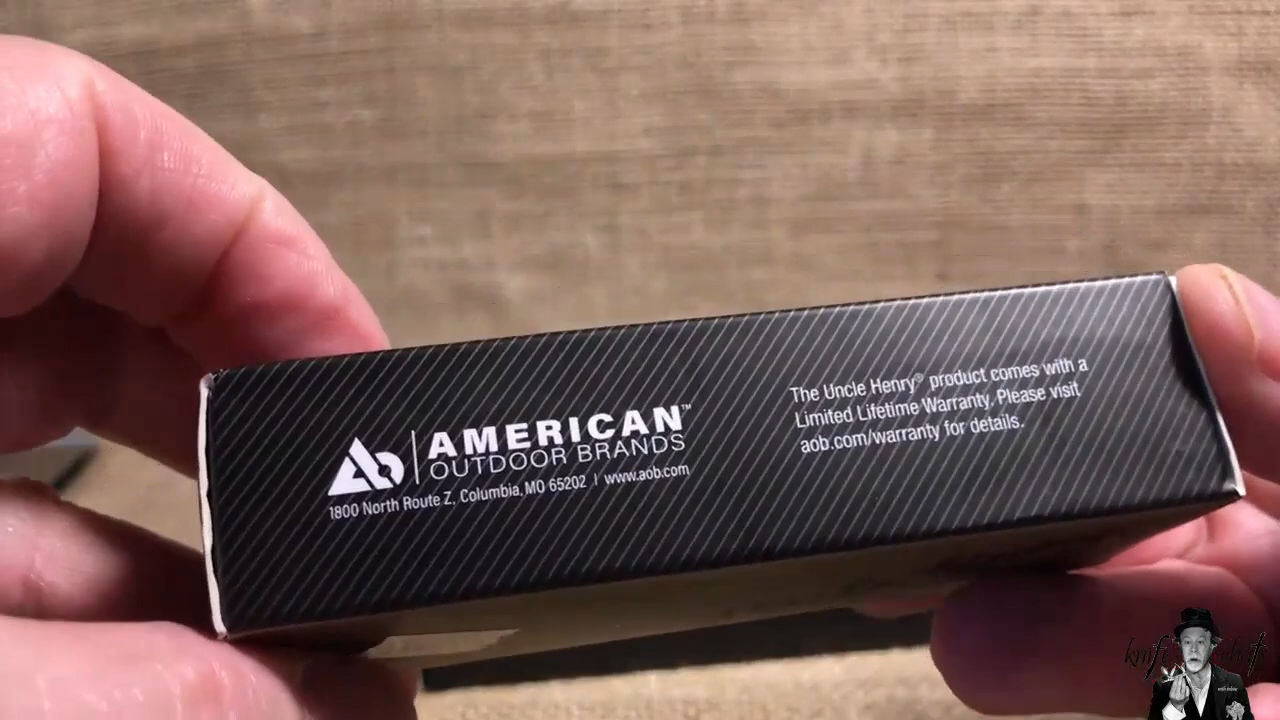 AMERICAN™
OUTDOOR BRANDS
1800 North Route Z, Columbia, MO 65202 | www.aob.com
The Uncle Henry® product comes with a
Limited Lifetime Warranty. Please visit
aob.com/warranty for details.